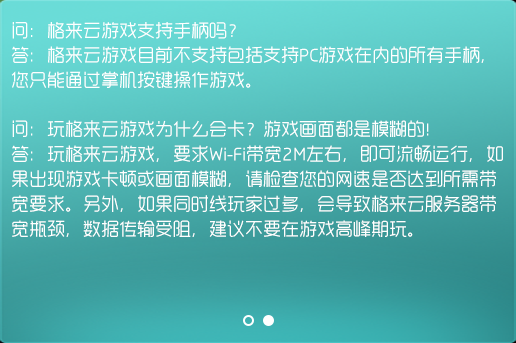 问：格来云游戏支持手柄吗？
答：格来云游戏目前不支持包括支持PC游戏在内的所有手柄，
您只能通过掌机按键操作游戏。
问：玩格来云游戏为什么会卡？游戏画面都是模糊的！
答：玩格来云游戏，要求Wi-Fi带宽2M左右，即可流畅运行，如
果出现游戏卡顿或画面模糊，请检查您的网速是否达到所需带
宽要求。另外，如果同时线玩家过多，会导致格来云服务器带
宽瓶颈，数据传输受阻，建议不要在游戏高峰期玩。